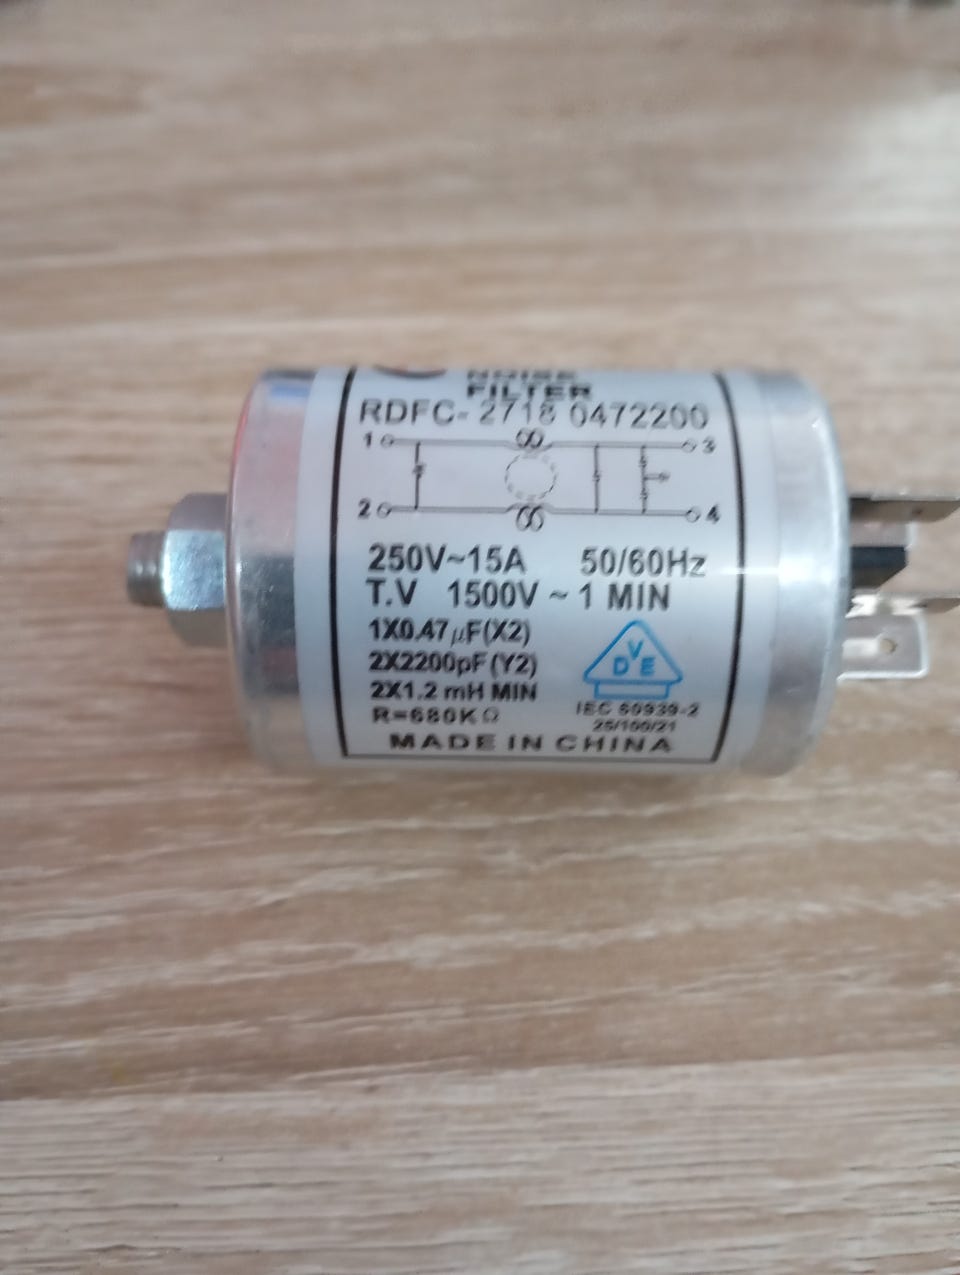 NOISE
FILTER
RDFC- 2718 0472200
1 3
2 4
250V~15A 50/60Hz
T.V 1500V ~ 1 MIN
1X0.47µF(X2)
2X2200pF(Y2)
2X1.2 mH MIN
R=680KΩ
VDE
IEC 60939-2
25/100/21
MADE IN CHINA